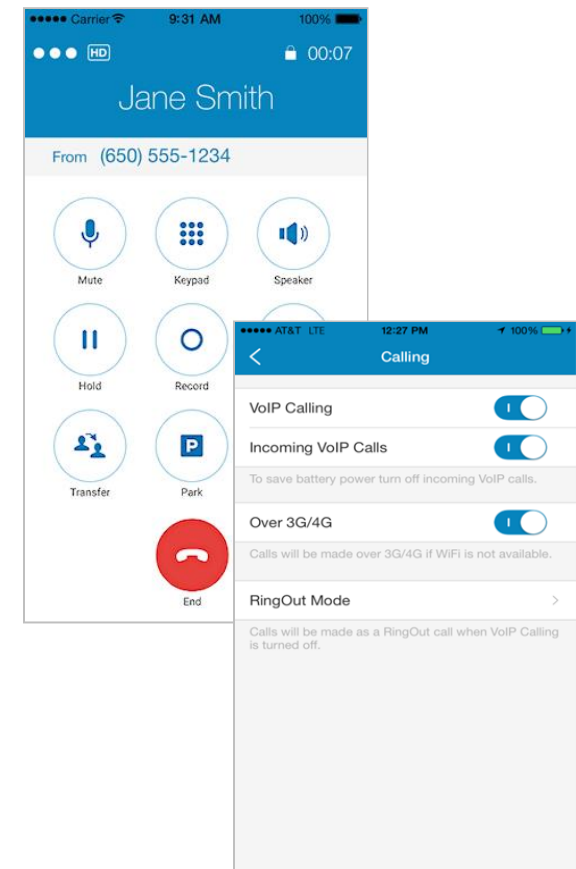 Carrier 9:31 AM 100%
HD 00:07
Jane Smith
From (650) 555-1234
Mute Keypad Speaker
Hold Record
Transfer P Park
End
AT&T LTE 12:27 PM 100%
Calling
VoIP Calling
Incoming VoIP Calls
To save battery power turn off incoming VoIP calls.
Over 3G/4G
Calls will be made over 3G/4G if WiFi is not available.
RingOut Mode
Calls will be made as a RingOut call when VoIP Calling
is turned off.